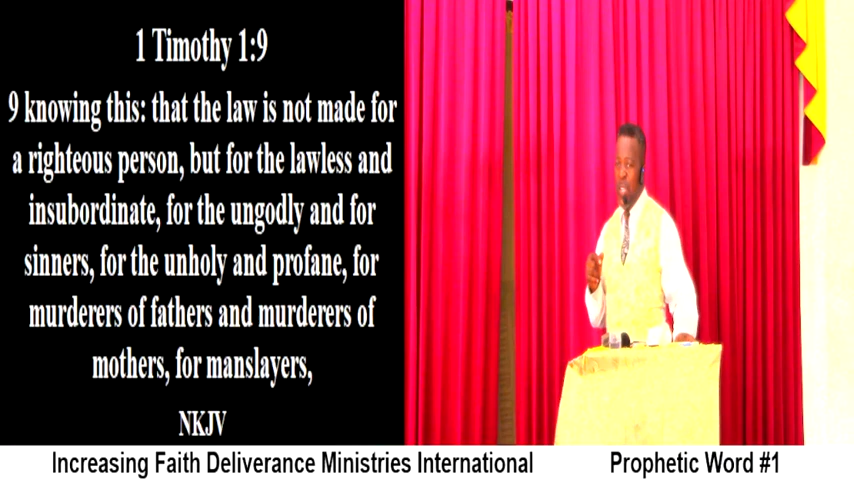 1 Timothy 1:9
9 knowing this: that the law is not made for
a righteous person, but for the lawless and
insubordinate, for the ungodly and for
sinners, for the unholy and profane, for
murderers of fathers and murderers of
mothers, for manslayers,
NKJV
Increasing Faith Deliverance Ministries International
Prophetic Word #1